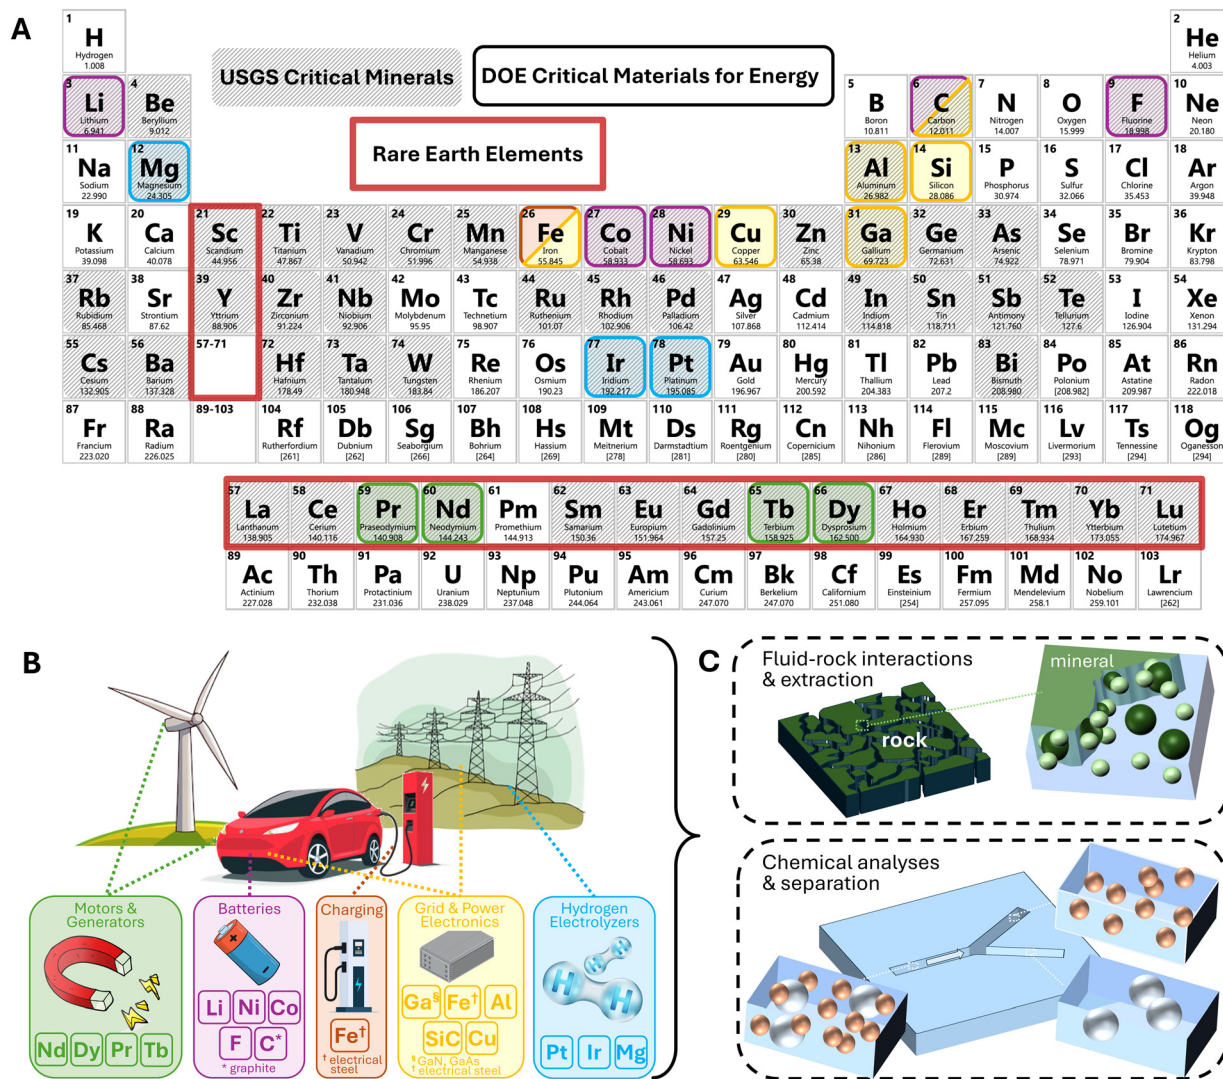 A
1
H
Hydrogen
1.008
2
He
Helium
4.003
USGS Critical Minerals
DOE Critical Materials for Energy
Rare Earth Elements
3
Li
Lithium
6.941
4
Be
Beryllium
9.012
5
B
Boron
10.811
6
C
Carbon
12.011
7
N
Nitrogen
14.007
8
O
Oxygen
15.999
9
F
Fluorine
18.998
10
Ne
Neon
20.180
11
Na
Sodium
22.990
12
Mg
Magnesium
24.305
13
Al
Aluminum
26.982
14
Si
Silicon
28.086
15
P
Phosphorus
30.974
16
S
Sulfur
32.066
17
Cl
Chlorine
35.453
18
Ar
Argon
39.948
19
K
Potassium
39.098
20
Ca
Calcium
40.078
21
Sc
Scandium
44.956
22
Ti
Titanium
47.867
23
V
Vanadium
50.942
24
Cr
Chromium
51.996
25
Mn
Manganese
54.938
26
Fe
Iron
55.845
27
Co
Cobalt
58.933
28
Ni
Nickel
58.693
29
Cu
Copper
63.546
30
Zn
Zinc
65.38
31
Ga
Gallium
69.723
32
Ge
Germanium
72.631
33
As
Arsenic
74.922
34
Se
Selenium
78.971
35
Br
Bromine
79.904
36
Kr
Krypton
83.798
37
Rb
Rubidium
85.468
38
Sr
Strontium
87.62
39
Y
Yttrium
88.906
40
Zr
Zirconium
91.224
41
Nb
Niobium
92.906
42
Mo
Molybdenum
95.95
43
Tc
Technetium
98.907
44
Ru
Ruthenium
101.07
45
Rh
Rhodium
102.906
46
Pd
Palladium
106.42
47
Ag
Silver
107.868
48
Cd
Cadmium
112.414
49
In
Indium
114.818
50
Sn
Tin
118.711
51
Sb
Antimony
121.760
52
Te
Tellurium
127.6
53
I
Iodine
126.904
54
Xe
Xenon
131.294
55
Cs
Cesium
132.905
56
Ba
Barium
137.328
57-71
72
Hf
Hafnium
178.49
73
Ta
Tantalum
180.948
74
W
Tungsten
183.84
75
Re
Rhenium
186.207
76
Os
Osmium
190.23
77
Ir
Iridium
192.217
78
Pt
Platinum
195.085
79
Au
Gold
196.967
80
Hg
Mercury
200.592
81
Tl
Thallium
204.383
82
Pb
Lead
207.2
83
Bi
Bismuth
208.980
84
Po
Polonium
[208.982]
85
At
Astatine
209.987
86
Rn
Radon
222.018
87
Fr
Francium
223.020
88
Ra
Radium
226.025
89-103
104
Rf
Rutherfordium
[261]
105
Db
Dubnium
[262]
106
Sg
Seaborgium
[266]
107
Bh
Bohrium
[264]
108
Hs
Hassium
[269]
109
Mt
Meitnerium
[278]
110
Ds
Darmstadtium
[281]
111
Rg
Roentgenium
[280]
112
Cn
Copernicium
[285]
113
Nh
Nihonium
[286]
114
Fl
Flerovium
[289]
115
Mc
Moscovium
[289]
116
Lv
Livermorium
[293]
117
Ts
Tennessine
[294]
118
Og
Oganesson
[294]
57
La
Lanthanum
138.905
58
Ce
Cerium
140.116
59
Pr
Praseodymium
140.908
60
Nd
Neodymium
144.243
61
Pm
Promethium
144.913
62
Sm
Samarium
150.36
63
Eu
Europium
151.964
64
Gd
Gadolinium
157.25
65
Tb
Terbium
158.925
66
Dy
Dysprosium
162.500
67
Ho
Holmium
164.930
68
Er
Erbium
167.259
69
Tm
Thulium
168.934
70
Yb
Ytterbium
173.055
71
Lu
Lutetium
174.967
89
Ac
Actinium
227.028
90
Th
Thorium
232.038
91
Pa
Protactinium
231.036
92
U
Uranium
238.029
93
Np
Neptunium
237.048
94
Pu
Plutonium
244.064
95
Am
Americium
243.061
96
Cm
Curium
247.070
97
Bk
Berkelium
247.070
98
Cf
Californium
251.080
99
Es
Einsteinium
[254]
100
Fm
Fermium
257.095
101
Md
Mendelevium
258.1
102
No
Nobelium
259.101
103
Lr
Lawrencium
[262]
B
Motors &
Generators
Nd Dy Pr Tb
Batteries
Li Ni Co
F C*
* graphite
Charging
Fe†
† electrical
steel
Grid & Power
Electronics
Ga§ Fe† Al
SiC Cu
§ GaN, GaAs
† electrical steel
Hydrogen
Electrolyzers
H H
H H
Pt Ir Mg
C
Fluid-rock interactions
& extraction
rock
mineral
Chemical analyses
& separation